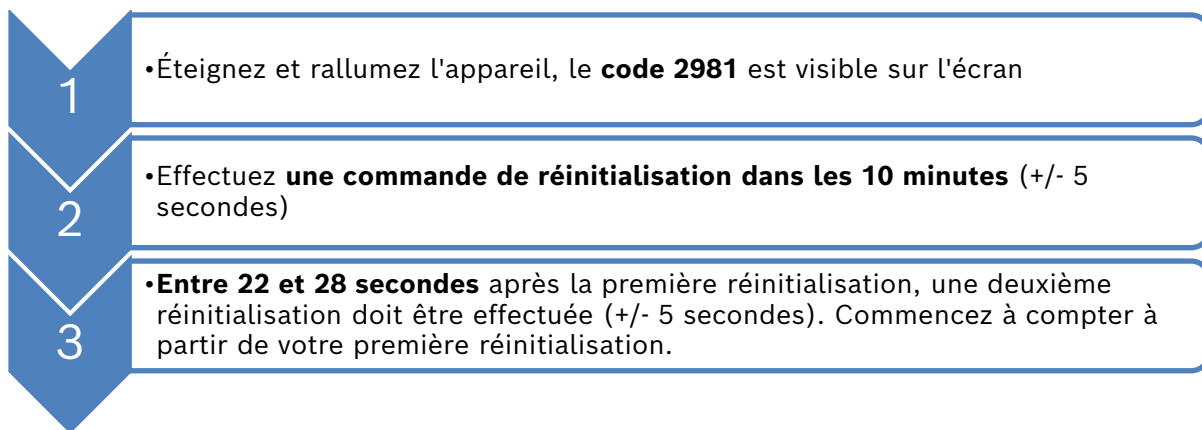 1
•Éteignez et rallumez l'appareil, le code 2981 est visible sur l'écran
2
•Effectuez une commande de réinitialisation dans les 10 minutes (+/- 5
secondes)
3
•Entre 22 et 28 secondes après la première réinitialisation, une deuxième
réinitialisation doit être effectuée (+/- 5 secondes). Commencez à compter à
partir de votre première réinitialisation.